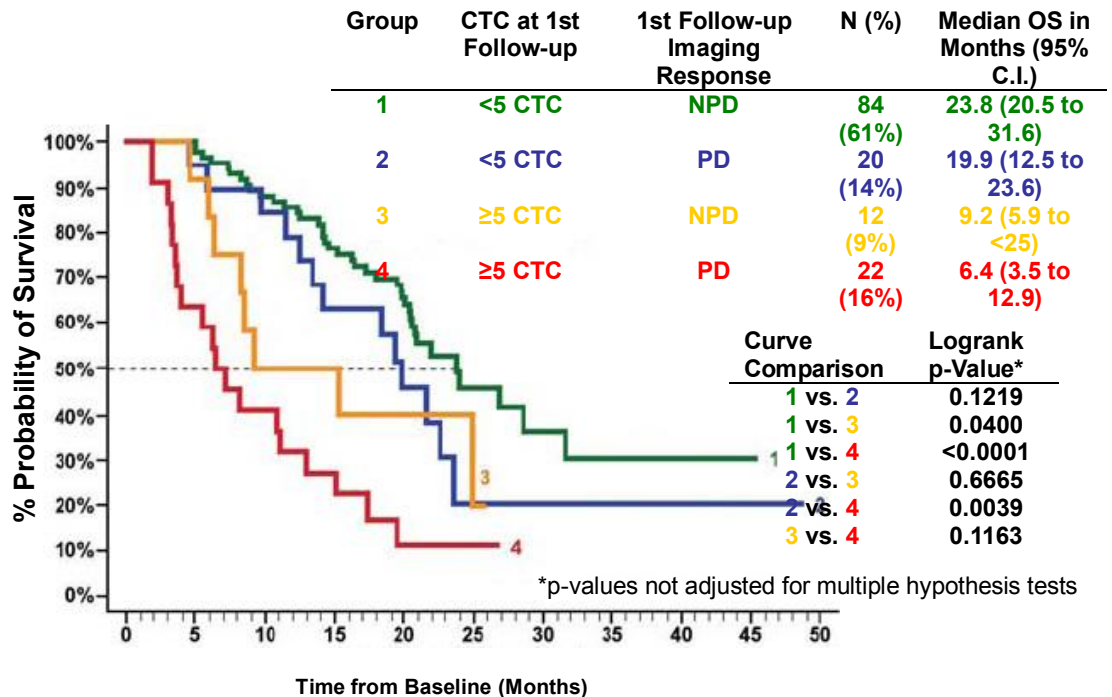 Group CTC at 1st 1st Follow-up N (%) Median OS in
Follow-up Imaging Months (95%
Response C.I.)
1 <5 CTC NPD 84 23.8 (20.5 to
(61%) 31.6)
2 <5 CTC PD 20 19.9 (12.5 to
(14%) 23.6)
3 ≥5 CTC NPD 12 9.2 (5.9 to
(9%) <25)
4 ≥5 CTC PD 22 6.4 (3.5 to
(16%) 12.9)
Curve Logrank
Comparison p-Value*
1 vs. 2 0.1219
1 vs. 3 0.0400
1 vs. 4 <0.0001
2 vs. 3 0.6665
2 vs. 4 0.0039
3 vs. 4 0.1163
*p-values not adjusted for multiple hypothesis tests
% Probability of Survival
100%
90%
80%
70%
60%
50%
40%
30%
20%
10%
0%
1
2
3
4
0 5 10 15 20 25 30 35 40 45 50
Time from Baseline (Months)